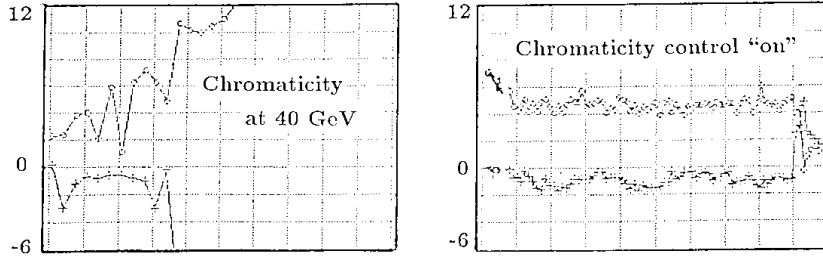 12
0
-6
Chromaticity
at 40 GeV
12
0
-6
Chromaticity control “on”